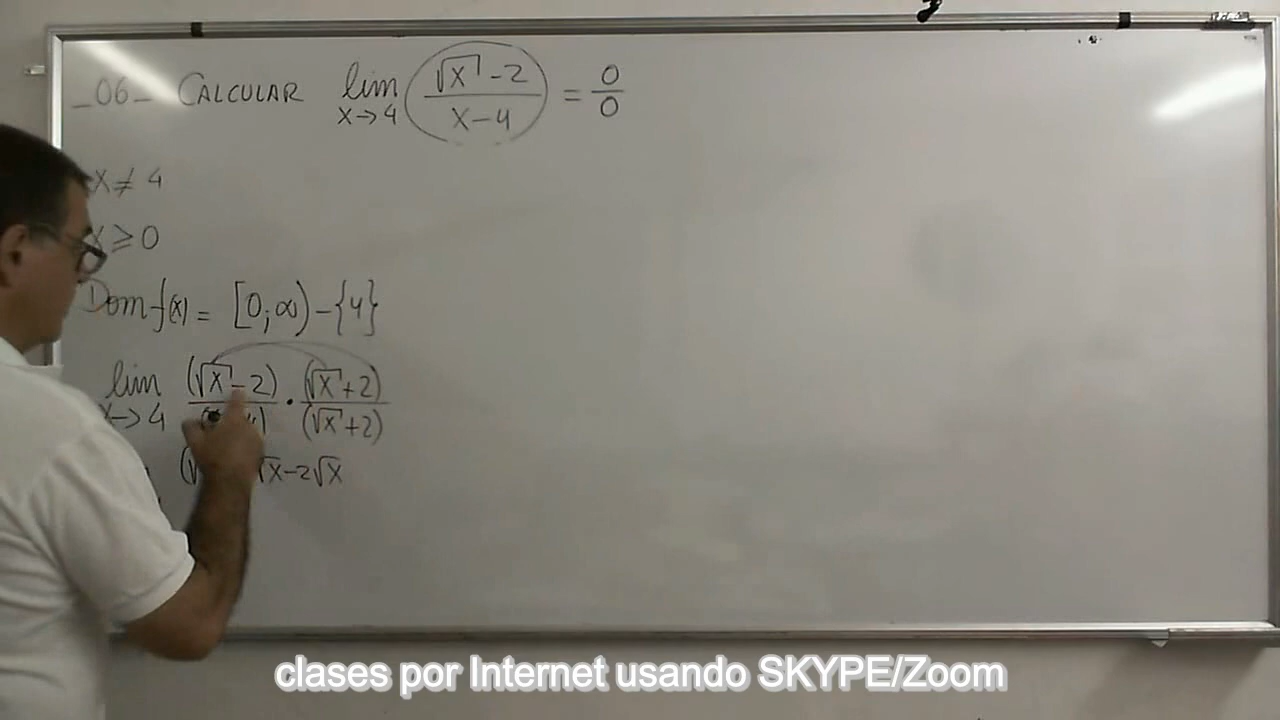 _06_ CALCULAR lim x→4 (√x - 2)/(x-4) = 0/0
x ≠ 4
x ≥ 0
Dom f(x) = [0; ∞) - {4}
lim x→4 (√x - 2)/(x-4) • (√x + 2)/(√x + 2)
√x - 2√x
clases por Internet usando SKYPE/Zoom